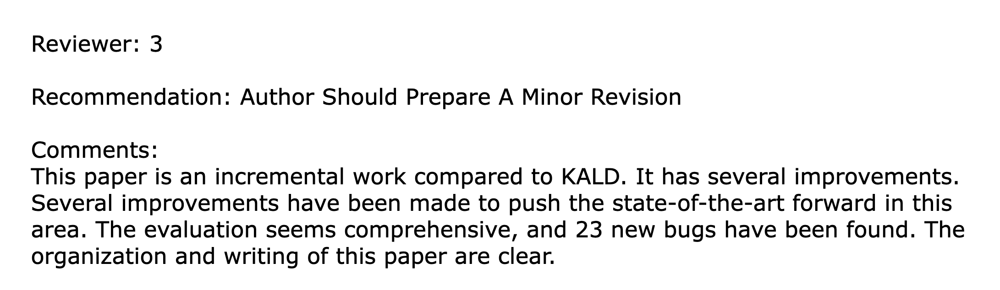 Reviewer: 3
Recommendation: Author Should Prepare A Minor Revision
Comments:
This paper is an incremental work compared to KALD. It has several improvements.
Several improvements have been made to push the state-of-the-art forward in this
area. The evaluation seems comprehensive, and 23 new bugs have been found. The
organization and writing of this paper are clear.